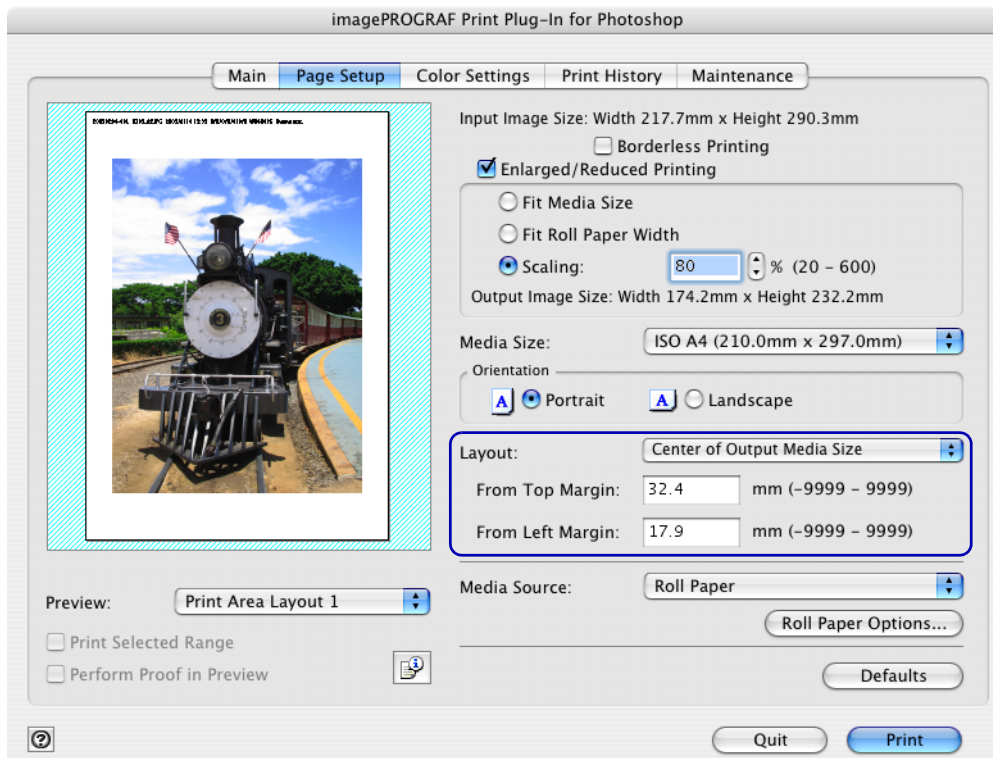 imagePROGRAF Print Plug-In for Photoshop
Main Page Setup Color Settings Print History Maintenance
Input Image Size: Width 217.7mm x Height 290.3mm
Borderless Printing
Enlarged/Reduced Printing
Fit Media Size
Fit Roll Paper Width
Scaling: 80 % (20 – 600)
Output Image Size: Width 174.2mm x Height 232.2mm
Media Size: ISO A4 (210.0mm x 297.0mm)
Orientation
A Portrait A Landscape
Layout: Center of Output Media Size
From Top Margin: 32.4 mm (-9999 – 9999)
From Left Margin: 17.9 mm (-9999 – 9999)
Media Source: Roll Paper
Roll Paper Options...
Preview: Print Area Layout 1
Print Selected Range
Perform Proof in Preview
Defaults
? Quit Print